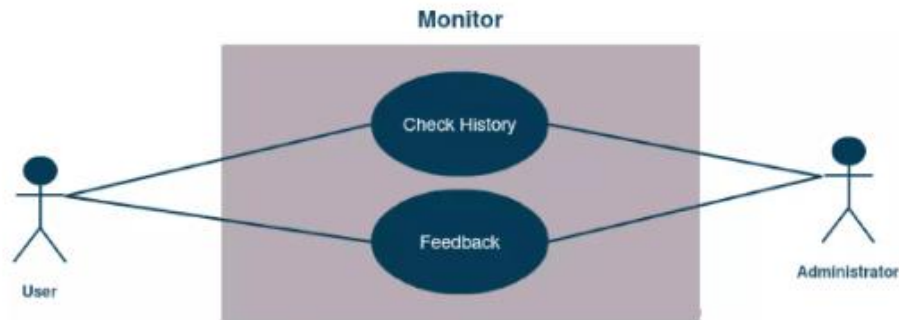 Monitor
Check History
Feedback
User
Administrator